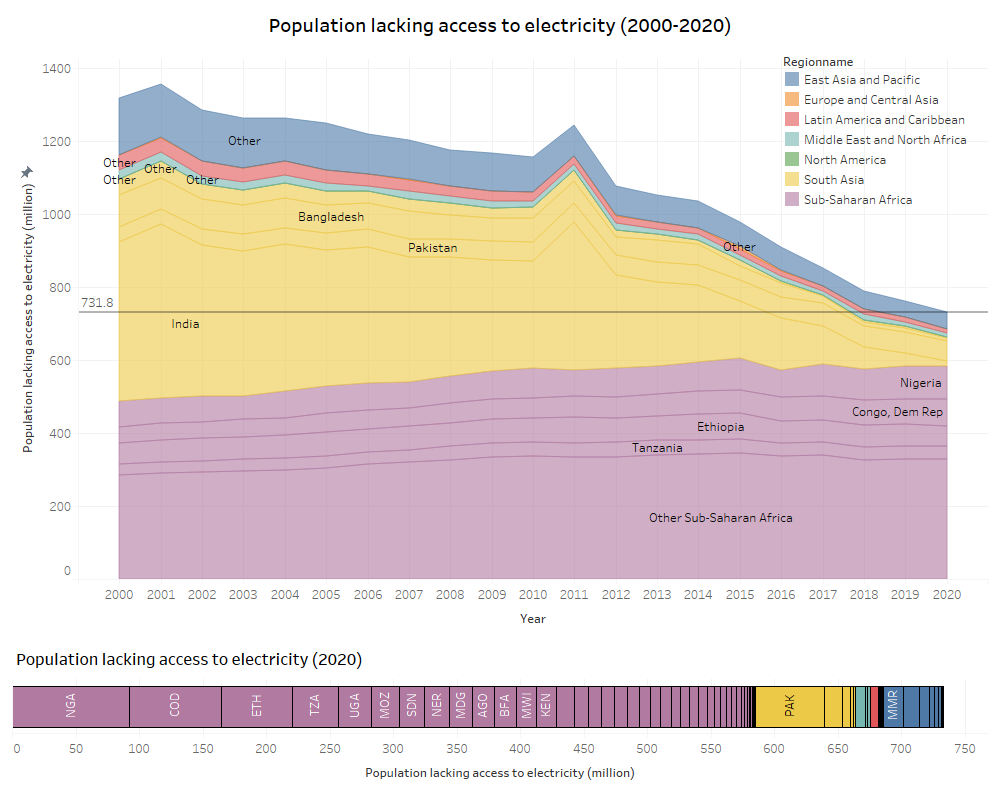 Population lacking access to electricity (2000-2020)
Regionname
East Asia and Pacific
Europe and Central Asia
Latin America and Caribbean
Middle East and North Africa
North America
South Asia
Sub-Saharan Africa
Population lacking access to electricity (million)
1400
1200
1000
800
731.8
600
400
200
0
Other
Other
Other
Other
Other
Other
Bangladesh
Pakistan
India
Nigeria
Congo, Dem Rep
Ethiopia
Tanzania
Other Sub-Saharan Africa
2000 2001 2002 2003 2004 2005 2006 2007 2008 2009 2010 2011 2012 2013 2014 2015 2016 2017 2018 2019 2020
Year
Population lacking access to electricity (2020)
NGA COD ETH TZA UGA MOZ SDN NER MDG AGO BFA MWI KEN PAK MMR
0 50 100 150 200 250 300 350 400 450 500 550 600 650 700 750
Population lacking access to electricity (million)